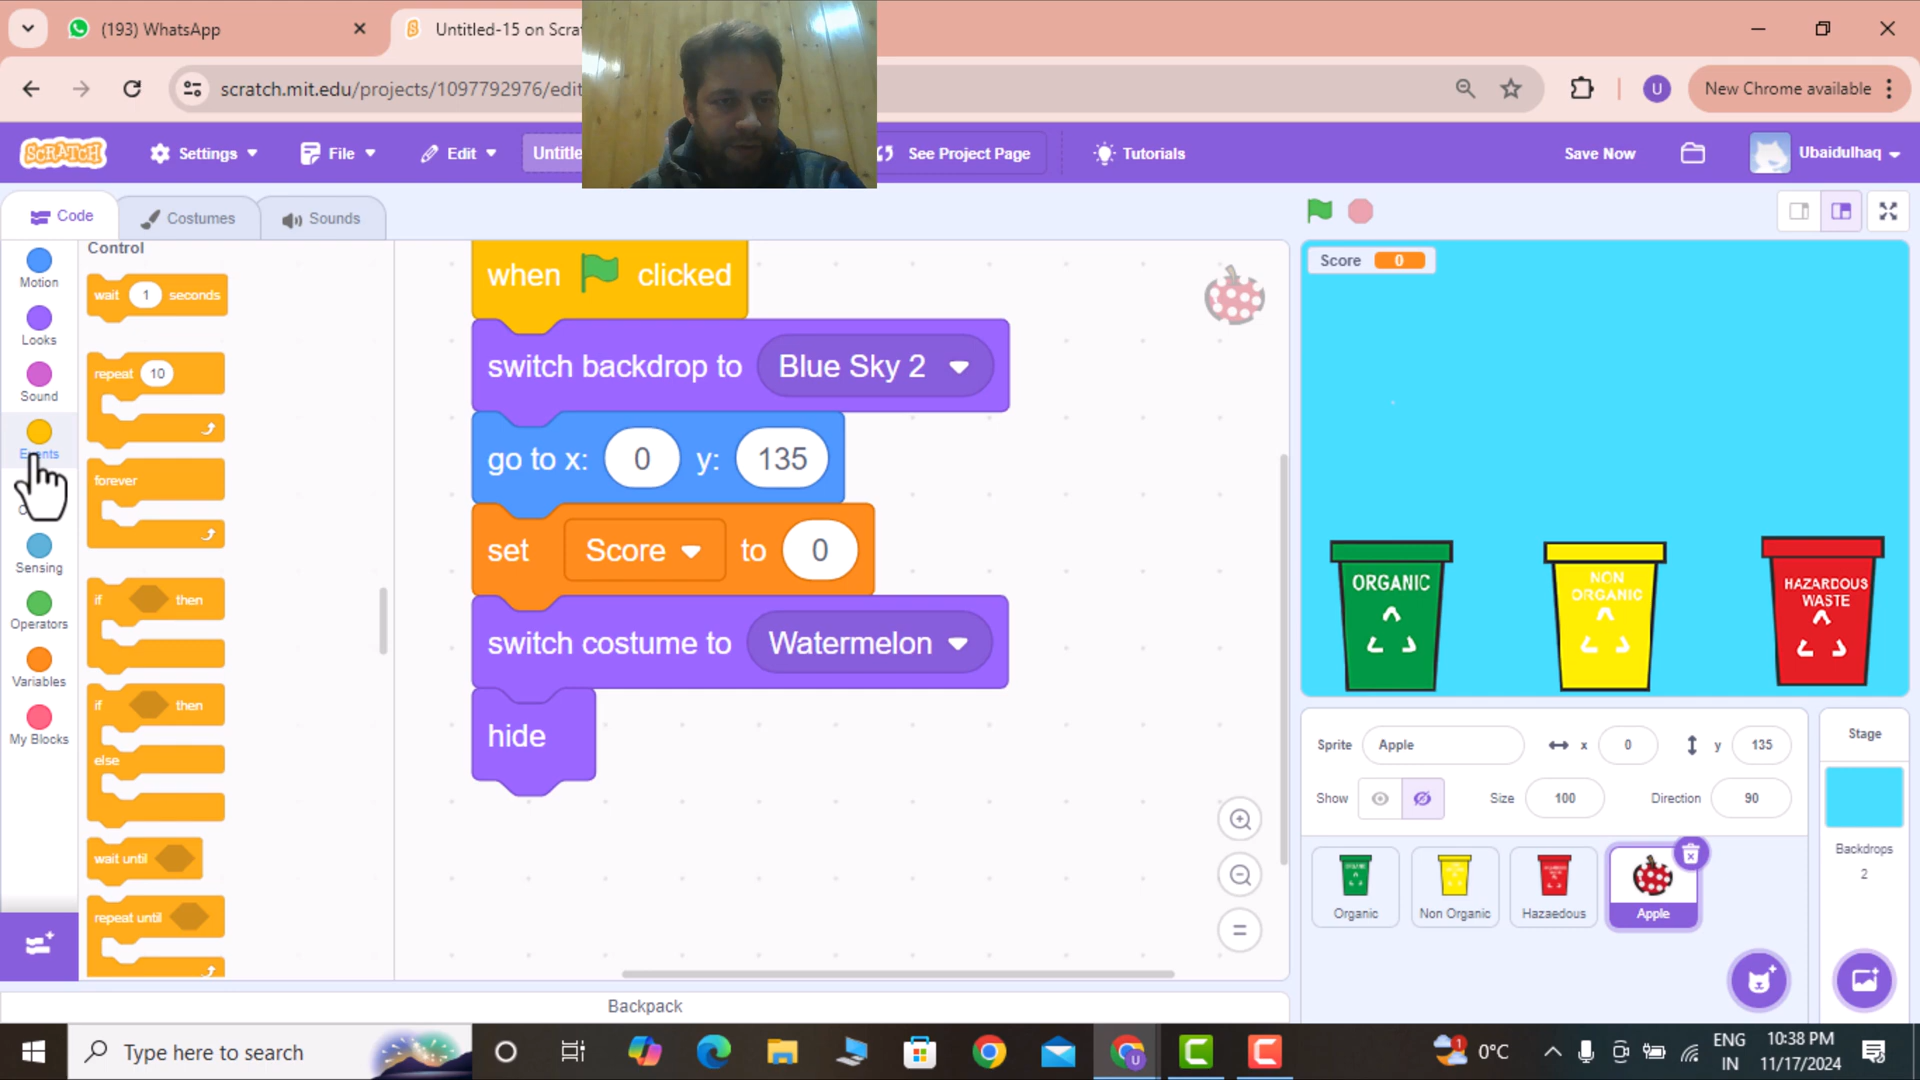 (193) WhatsApp
Untitled-15 on Scra
scratch.mit.edu/projects/1097792976/edit
U
New Chrome available
SCRATCH
Settings
File
Edit
Untitle
See Project Page
Tutorials
Save Now
Ubaidulhaq
Code
Costumes
Sounds
Motion
Looks
Sound
Events
Sensing
Operators
Variables
My Blocks
Control
wait 1 seconds
repeat 10
forever
if then
if then
else
wait until
repeat until
when clicked
switch backdrop to Blue Sky 2
go to x: 0 y: 135
set Score to 0
switch costume to Watermelon
hide
Score 0
ORGANIC
NON
ORGANIC
HAZARDOUS
WASTE
Sprite Apple x 0 y 135
Show Size 100 Direction 90
Organic
Non Organic
Hazaedous
Apple
Stage
Backdrops
2
Backpack
Type here to search
U
1
0°C
ENG
IN
10:38 PM
11/17/2024